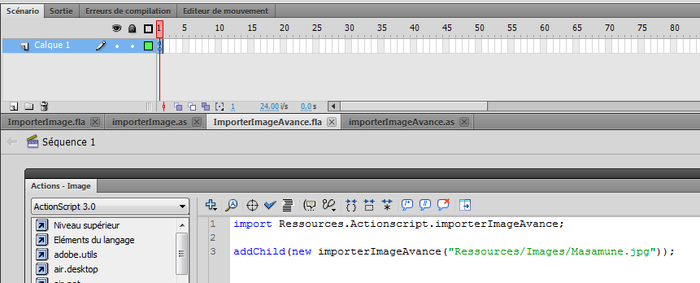 Scénario Sortie Erreurs de compilation Editeur de mouvement
1 5 10 15 20 25 30 35 40 45 50 55 60 65 70 75 80
Calque 1
1 24,00 i/s 0,0 s
ImporterImage.fla importerImage.as ImporterImageAvance.fla importerImageAvance.as
Séquence 1
Actions - Image
ActionScript 3.0
Niveau supérieur
Eléments du langage
adobe.utils
air.desktop
1 import Ressources.Actionscript.importerImageAvance;
2
3 addChild(new importerImageAvance("Ressources/Images/Masamune.jpg"));